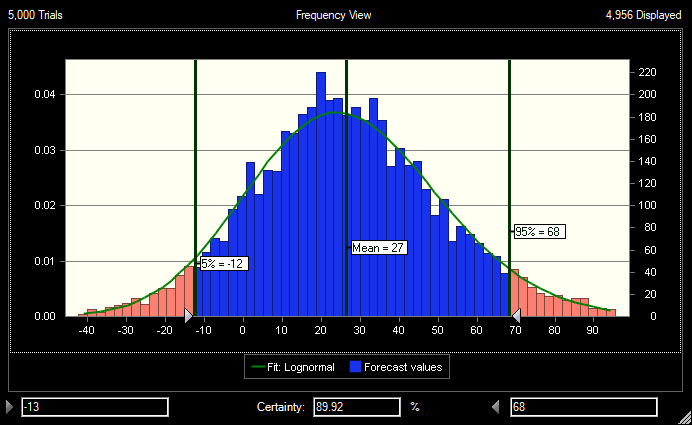 5,000 Trials Frequency View 4,956 Displayed
220
0.04 200
180
160
0.03 140
120
0.02 100
80
95% = 68
Mean = 27
60
0.01 5% = -12
40
20
0.00 0
-40 -30 -20 -10 0 10 20 30 40 50 60 70 80 90
Fit: Lognormal Forecast values
-13 Certainty: 89.92 % 68